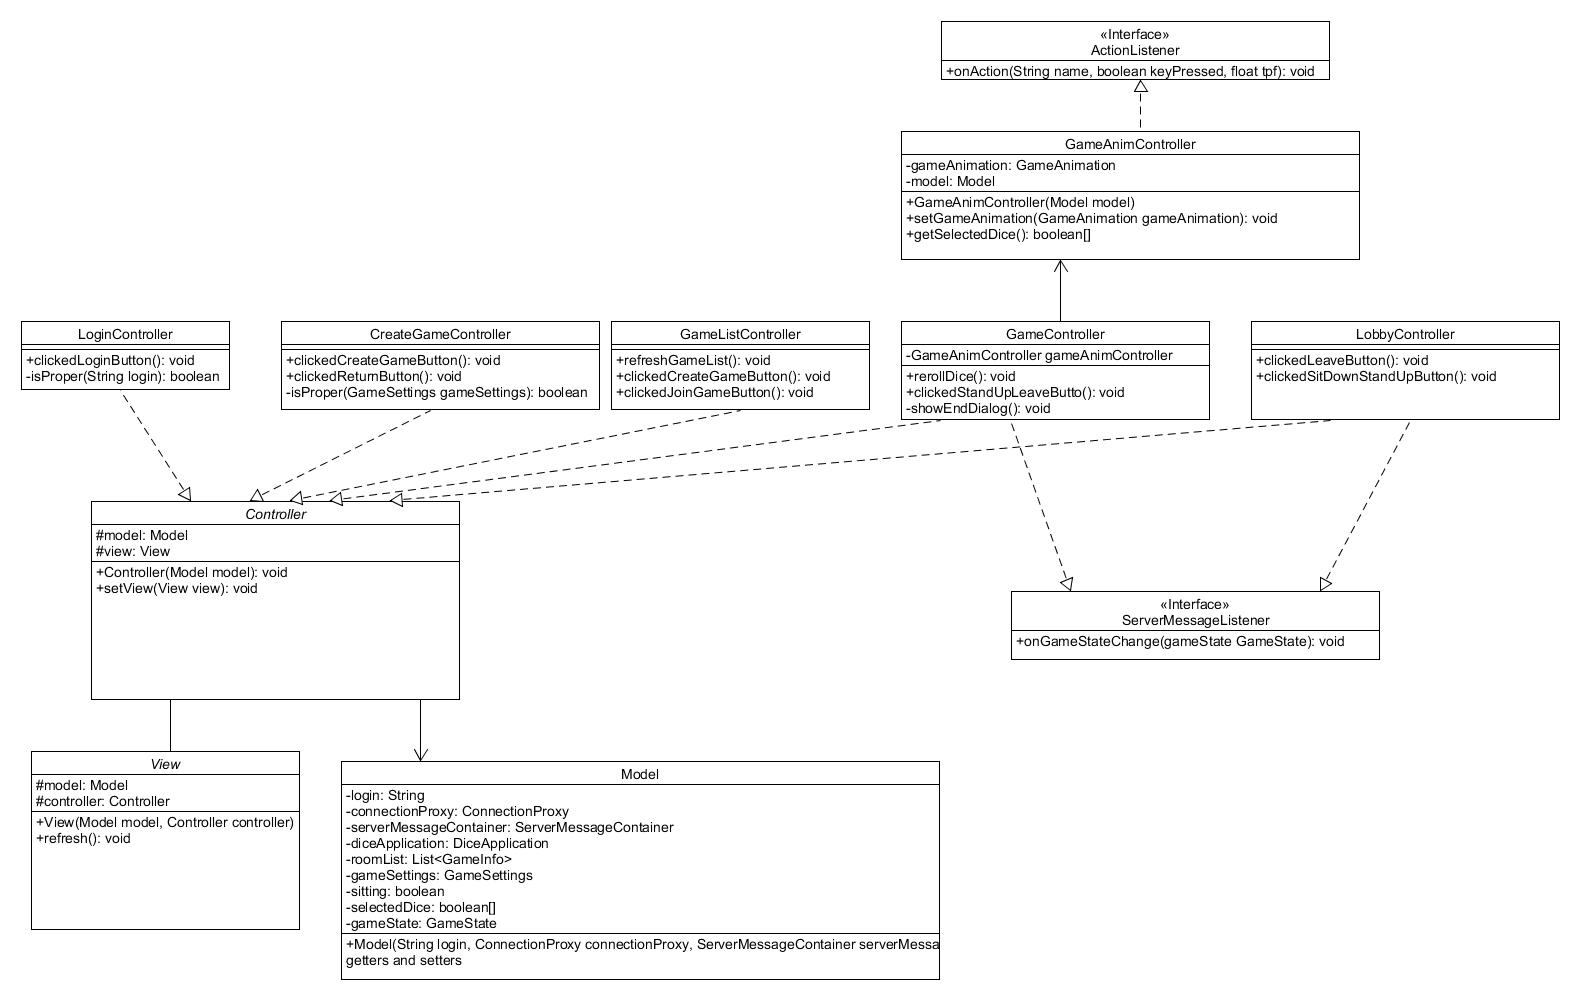 «Interface»
ActionListener
+onAction(String name, boolean keyPressed, float tpf): void
GameAnimController
-gameAnimation: GameAnimation
-model: Model
+GameAnimController(Model model)
+setGameAnimation(GameAnimation gameAnimation): void
+getSelectedDice(): boolean[]
LoginController
+clickedLoginButton(): void
-isProper(String login): boolean
CreateGameController
+clickedCreateGameButton(): void
+clickedReturnButton(): void
-isProper(GameSettings gameSettings): boolean
GameListController
+refreshGameList(): void
+clickedCreateGameButton(): void
+clickedJoinGameButton(): void
GameController
-GameAnimController gameAnimController
+rerollDice(): void
+clickedStandUpLeaveButto(): void
-showEndDialog(): void
LobbyController
+clickedLeaveButton(): void
+clickedSitDownStandUpButton(): void
Controller
#model: Model
#view: View
+Controller(Model model): void
+setView(View view): void
«Interface»
ServerMessageListener
+onGameStateChange(gameState GameState): void
View
#model: Model
#controller: Controller
+View(Model model, Controller controller)
+refresh(): void
Model
-login: String
-connectionProxy: ConnectionProxy
-serverMessageContainer: ServerMessageContainer
-diceApplication: DiceApplication
-roomList: List<GameInfo>
-gameSettings: GameSettings
-sitting: boolean
-selectedDice: boolean[]
-gameState: GameState
+Model(String login, ConnectionProxy connectionProxy, ServerMessageContainer serverMessa
getters and setters